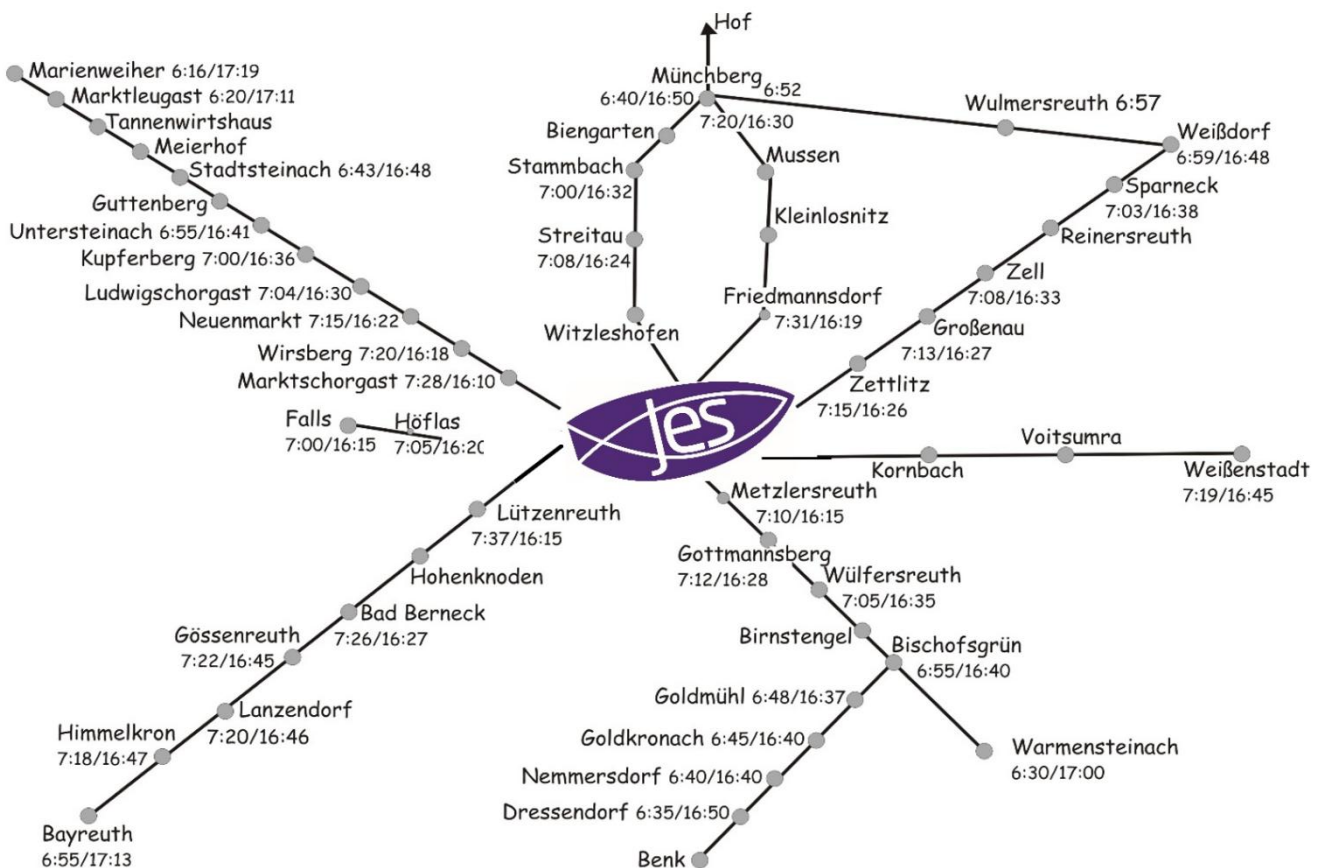 Hof
Marienweiher 6:16/17:19
Marktleugast 6:20/17:11
Tannenwirtshaus
Meierhof
Stadtsteinach 6:43/16:48
Guttenberg
Untersteinach 6:55/16:41
Kupferberg 7:00/16:36
Ludwigschorgast 7:04/16:30
Neuenmarkt 7:15/16:22
Wirsberg 7:20/16:18
Marktschorgast 7:28/16:10
Münchberg
6:40/16:50
6:52
7:20/16:30
Biengarten
Stammbach
7:00/16:32
Streitau
7:08/16:24
Witzleshofen
Mussen
Kleinlosnitz
Friedmannsdorf
7:31/16:19
Wulmersreuth 6:57
Weißdorf
6:59/16:48
Sparneck
7:03/16:38
Reinersreuth
Zell
7:08/16:33
Großenau
7:13/16:27
Zettlitz
7:15/16:26
Jes
Falls
7:00/16:15
Höflas
7:05/16:20
Kornbach
Voitsumra
Weißenstadt
7:19/16:45
Lützenreuth
7:37/16:15
Hohenknoden
Bad Berneck
7:26/16:27
Gössenreuth
7:22/16:45
Lanzendorf
7:20/16:46
Himmelkron
7:18/16:47
Bayreuth
6:55/17:13
Metzlersreuth
7:10/16:15
Gottmannsberg
7:12/16:28
Wülfersreuth
7:05/16:35
Birnstengel
Bischofsgrün
6:55/16:40
Goldmühl 6:48/16:37
Goldkronach 6:45/16:40
Nemmersdorf 6:40/16:40
Dressendorf 6:35/16:50
Benk
Warmensteinach
6:30/17:00